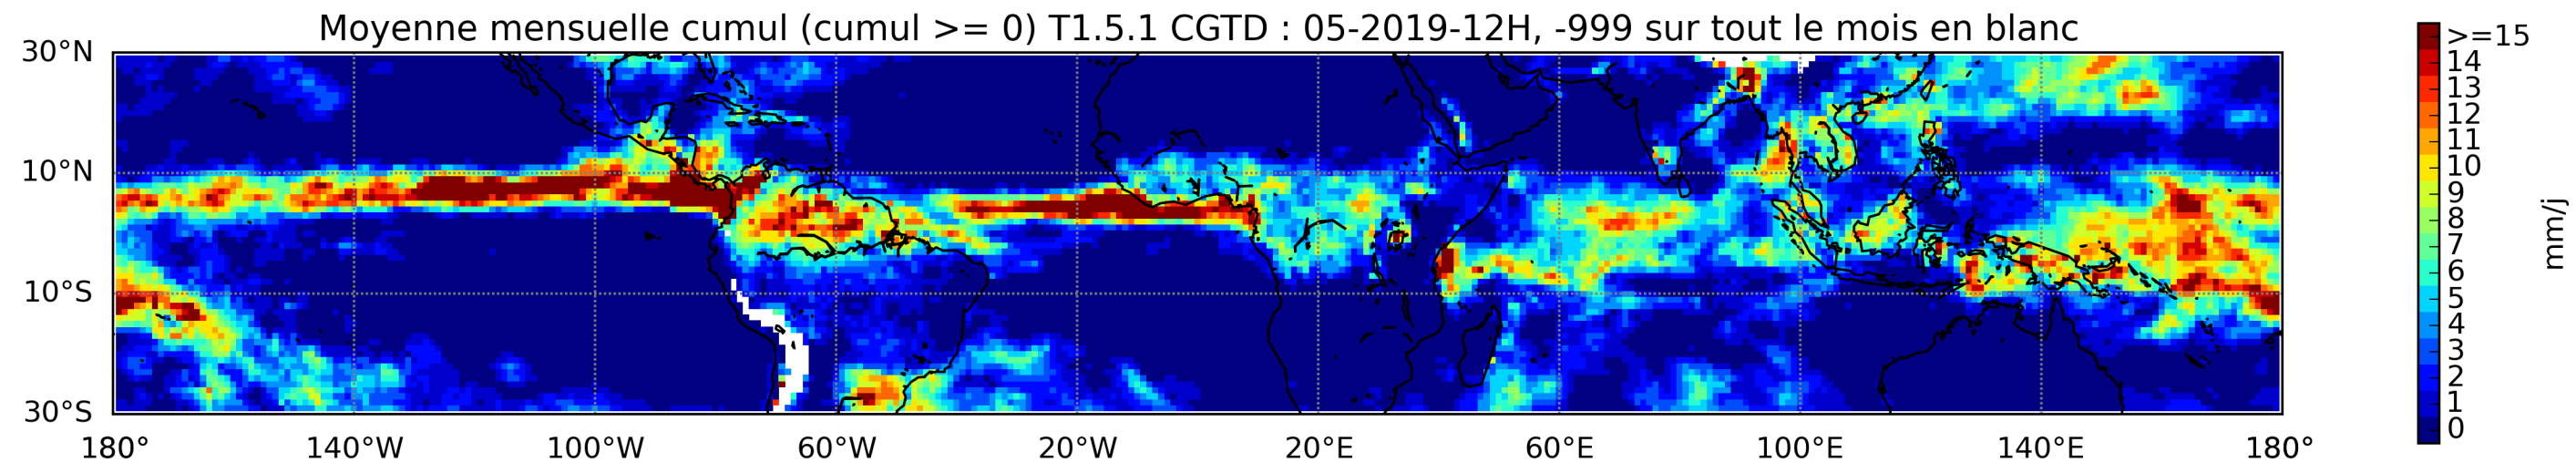 Moyenne mensuelle cumul (cumul >= 0) T1.5.1 CGTD : 05-2019-12H, -999 sur tout le mois en blanc
30°N
10°N
10°S
30°S
180°
140°W
100°W
60°W
20°W
20°E
60°E
100°E
140°E
180°
>=15
14
13
12
11
10
9
8
7
6
5
4
3
2
1
0
mm/j